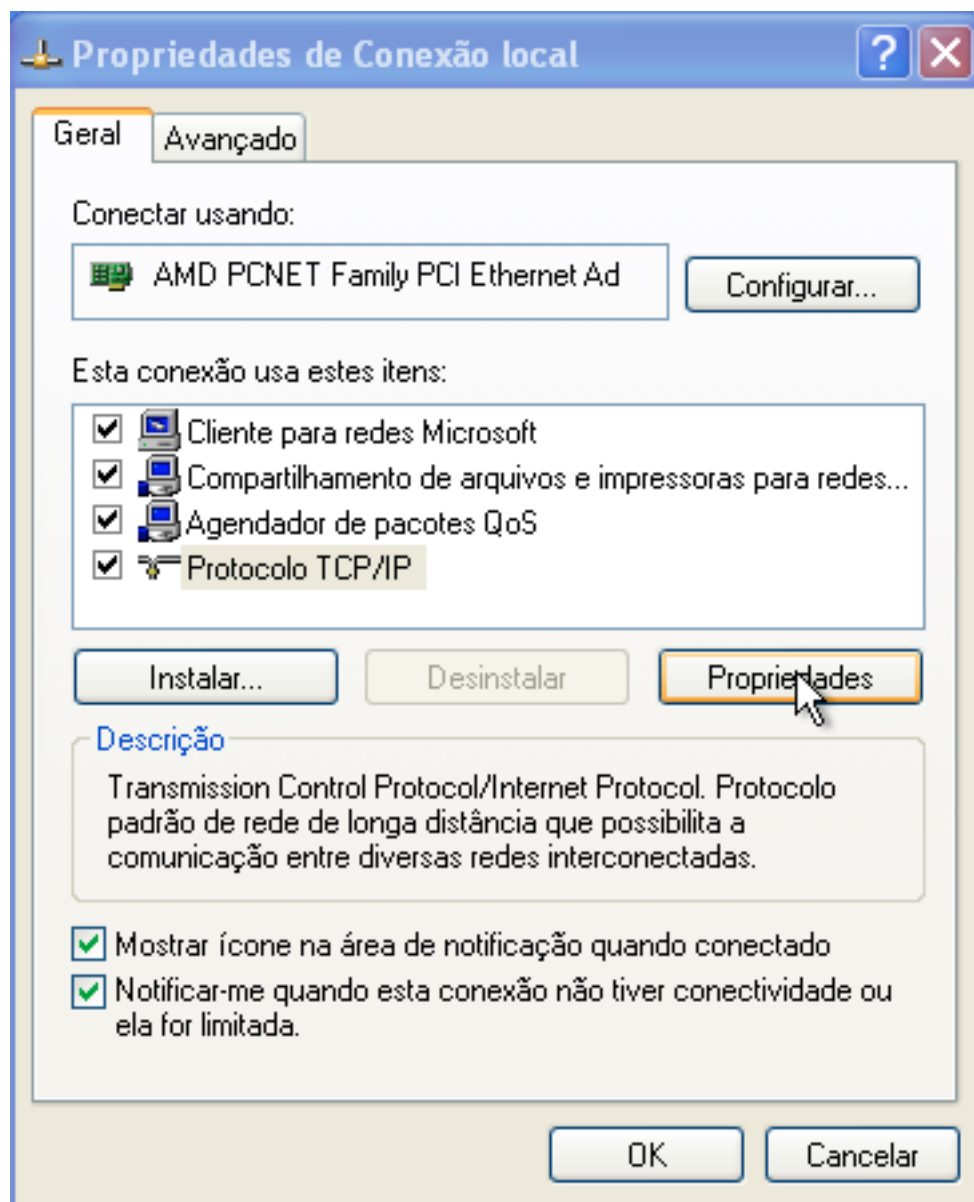 Propriedades de Conexão local
?
Geral
Avançado
Conectar usando:
AMD PCNET Family PCI Ethernet Ad
Configurar...
Esta conexão usa estes itens:
Cliente para redes Microsoft
Compartilhamento de arquivos e impressoras para redes...
Agendador de pacotes QoS
Protocolo TCP/IP
Instalar...
Desinstalar
Propriedades
Descrição
Transmission Control Protocol/Internet Protocol. Protocolo
padrão de rede de longa distância que possibilita a
comunicação entre diversas redes interconectadas.
Mostrar ícone na área de notificação quando conectado
Notificar-me quando esta conexão não tiver conectividade ou
ela for limitada.
OK
Cancelar